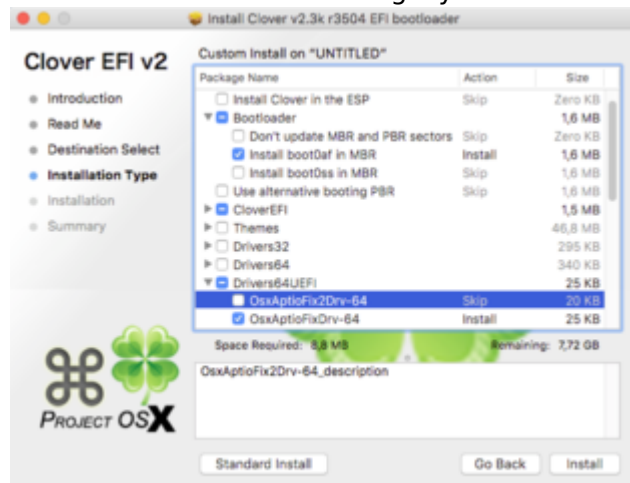 Install Clover v2.3k r3504 EFI bootloader
Clover EFI v2
Custom Install on "UNTITLED"
Package Name Action Size
Introduction
Read Me
Destination Select
Installation Type
Installation
Summary
Install Clover in the ESP Skip Zero KB
Bootloader 1,6 MB
Don't update MBR and PBR sectors Skip Zero KB
Install boot0af in MBR Install 1,6 MB
Install boot0ss in MBR Skip 1,6 MB
Use alternative booting PBR Skip 1,6 MB
CloverEFI 1,5 MB
Themes 46,8 MB
Drivers32 295 KB
Drivers64 340 KB
Drivers64UEFI 25 KB
OsxAptioFix2Drv-64 Skip 20 KB
OsxAptioFixDrv-64 Install 25 KB
Space Required: 8,8 MB Remaining: 7,72 GB
OsxAptioFix2Drv-64_description
PROJECT OSX
Standard Install Go Back Install